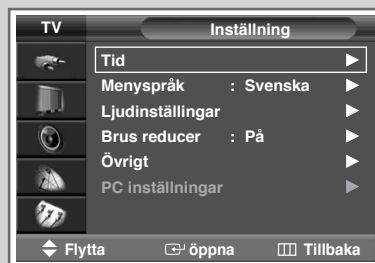 TV Inställning
Tid
Menyspråk : Svenska
Ljudinställingar
Brus reducer : På
Övrigt
PC inställningar
Flytta öppna Tillbaka